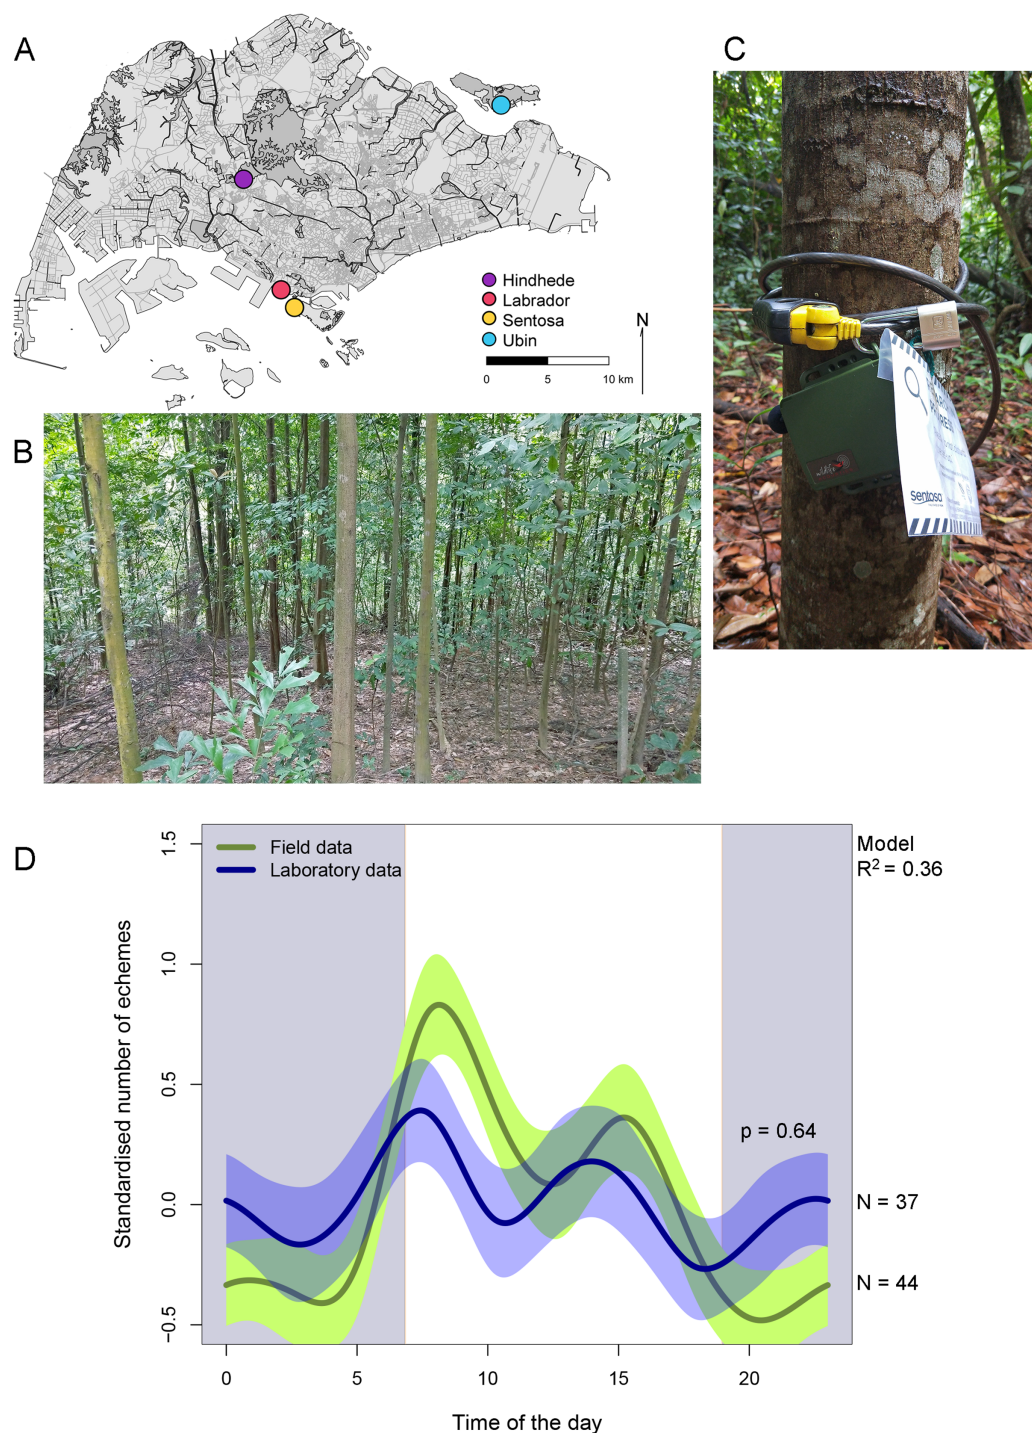 A
Hindhede
Labrador
Sentosa
Ubin
N
0 5 10 km
B
C
sentosa
D
Field data
Laboratory data
Model
R² = 0.36
p = 0.64
N = 37
N = 44
Standardised number of echemes
1.5
1.0
0.5
0.0
−0.5
0 5 10 15 20
Time of the day